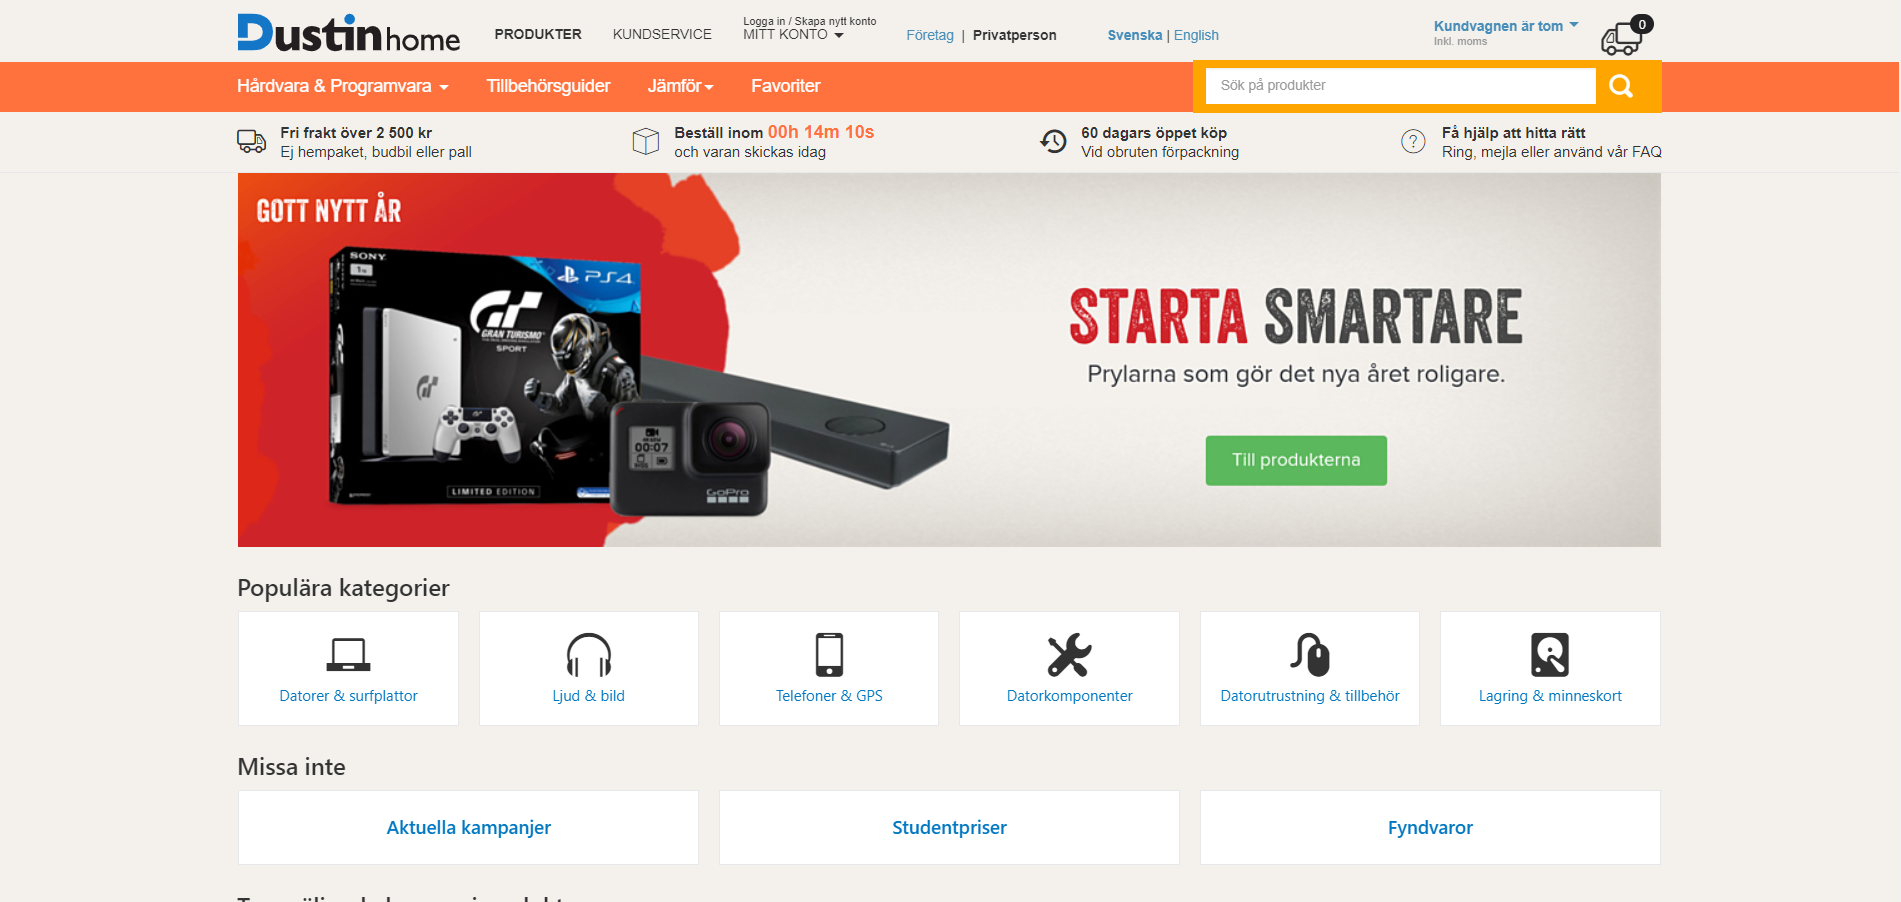 Dustin home
PRODUKTER
KUNDSERVICE
Logga in / Skapa nytt konto
MITT KONTO
Företag | Privatperson
Svenska | English
Kundvagnen är tom
Inkl. moms
0
Hårdvara & Programvara
Tillbehörsguider
Jämför
Favoriter
Sök på produkter
Fri frakt över 2 500 kr
Ej hempaket, budbil eller pall
Beställ inom 00h 14m 10s
och varan skickas idag
60 dagars öppet köp
Vid obruten förpackning
?
Få hjälp att hitta rätt
Ring, mejla eller använd vår FAQ
GOTT NYTT ÅR
SONY
1TB
PS4
GT
GRAN TURISMO
SPORT
LIMITED EDITION
00:07
GoPro
STARTA SMARTARE
Prylarna som gör det nya året roligare.
Till produkterna
Populära kategorier
Datorer & surfplattor
Ljud & bild
Telefoner & GPS
Datorkomponenter
Datorutrustning & tillbehör
Lagring & minneskort
Missa inte
Aktuella kampanjer
Studentpriser
Fyndvaror